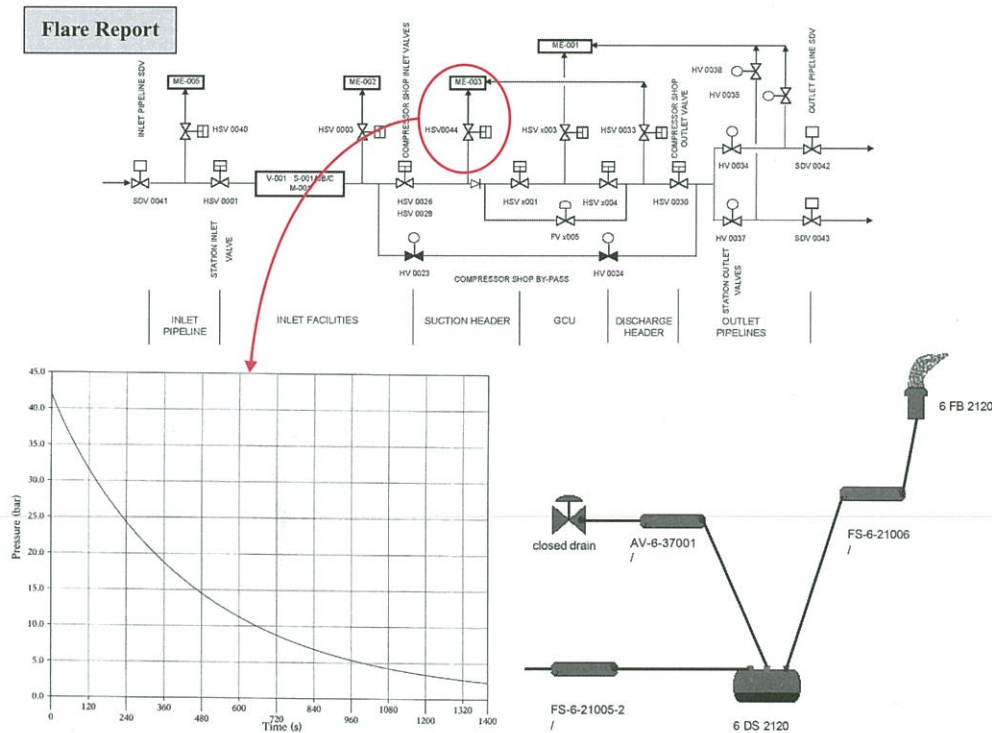 Flare Report
ME-005
ME-002
ME-003
ME-001
INLET PIPELINE SDV
COMPRESSOR SHOP INLET VALVES
COMPRESSOR SHOP
OUTLET VALVE
OUTLET PIPELINE SDV
HV 0038
HV 0035
HSV 0040
HSV 0003
HSV0044
HSV x003
HSV 0033
HV 0034
SDV 0042
V-001
SDV 0041
HSV 0001
HSV 0026
HSV 0028
HSV x001
HSV x004
HSV 0030
FV x005
HV 0037
SDV 0043
STATION INLET
VALVE
HV 0023
HV 0024
COMPRESSOR SHOP BY-PASS
STATION OUTLET
VALVES
INLET
PIPELINE
INLET FACILITIES
SUCTION HEADER
GCU
DISCHARGE
HEADER
OUTLET
PIPELINES
45.0
40.0
35.0
30.0
25.0
20.0
15.0
10.0
5.0
0.0
Pressure (bar)
0 120 240 360 480 600 720 840 960 1080 1200 1320 1400
Time (s)
6 FB 2120
FS-6-21006
/
closed drain
AV-6-37001
/
FS-6-21005-2
/
6 DS 2120